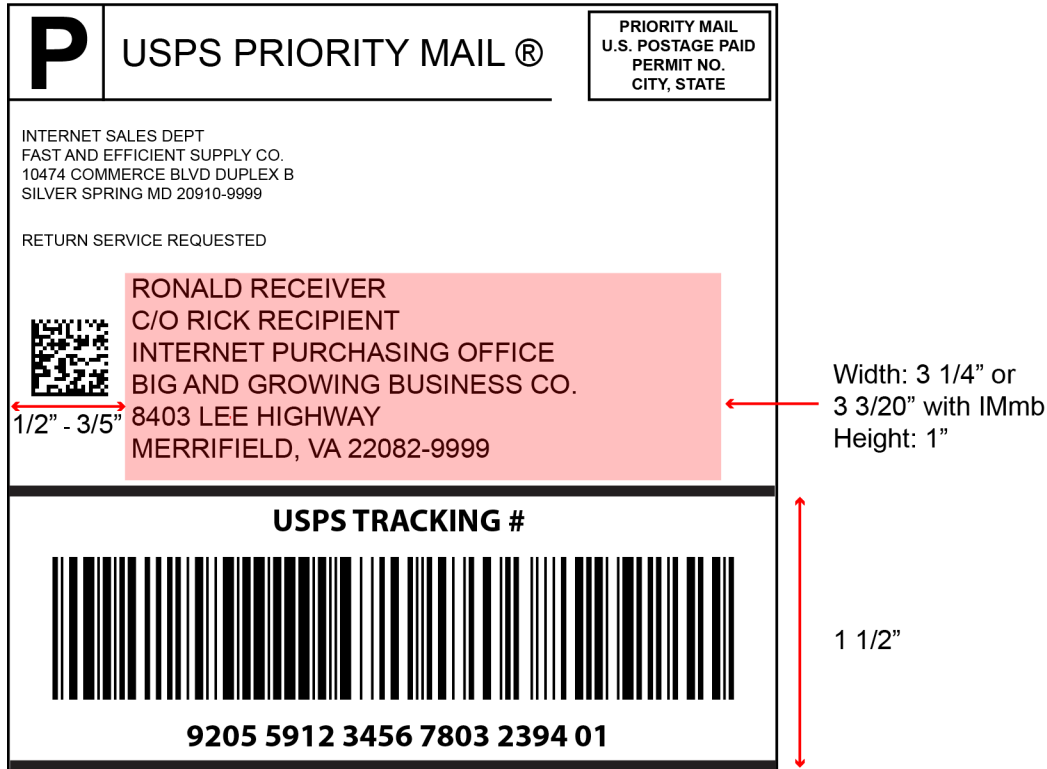 P
USPS PRIORITY MAIL ®
PRIORITY MAIL
U.S. POSTAGE PAID
PERMIT NO.
CITY, STATE
INTERNET SALES DEPT
FAST AND EFFICIENT SUPPLY CO.
10474 COMMERCE BLVD DUPLEX B
SILVER SPRING MD 20910-9999
RETURN SERVICE REQUESTED
RONALD RECEIVER
C/O RICK RECIPIENT
INTERNET PURCHASING OFFICE
BIG AND GROWING BUSINESS CO.
8403 LEE HIGHWAY
MERRIFIELD, VA 22082-9999
1/2” - 3/5”
Width: 3 1/4” or
3 3/20” with IMmb
Height: 1”
USPS TRACKING #
9205 5912 3456 7803 2394 01
1 1/2”